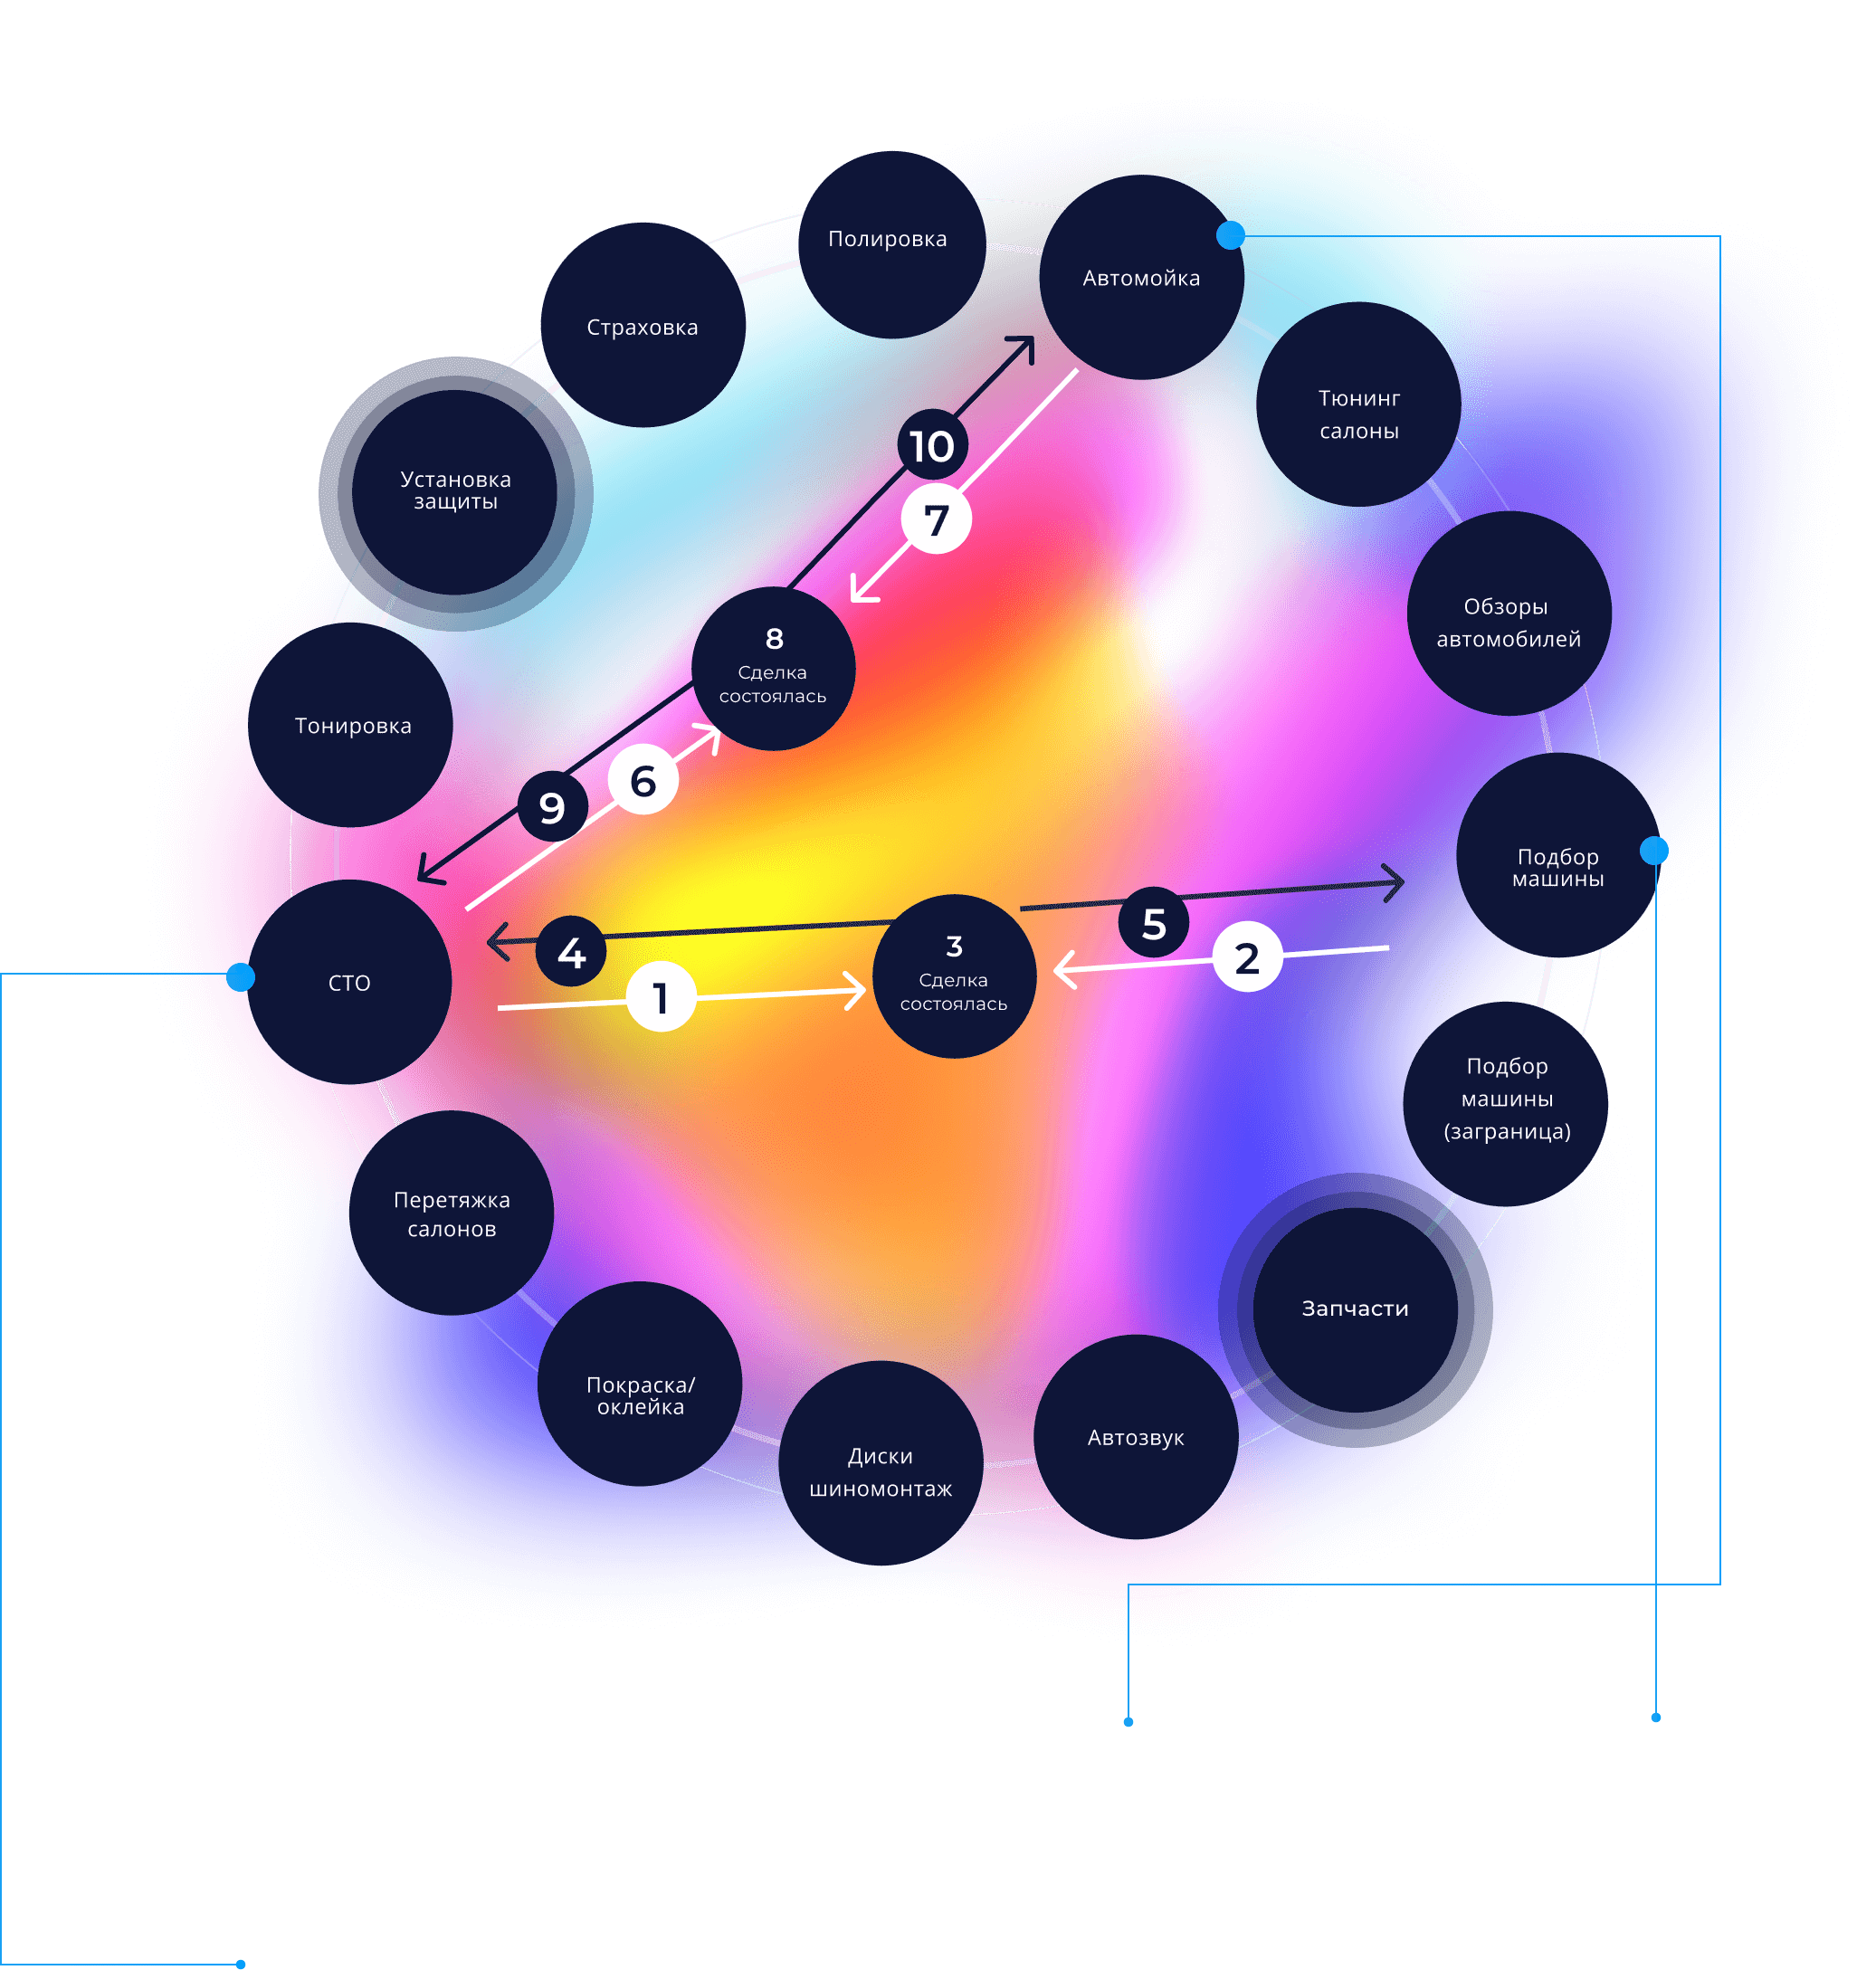 Полировка
Автомойка
Страховка
Тюнинг
салоны
10
Установка
защиты
7
Обзоры
автомобилей
8
Сделка
состоялась
Тонировка
6
9
Подбор
машины
5
3
4
2
Сделка
состоялась
СТО
1
Подбор
машины
(заграница)
Перетяжка
салонов
Запчасти
Покраска/
оклейка
Автозвук
Диски
шиномонтаж